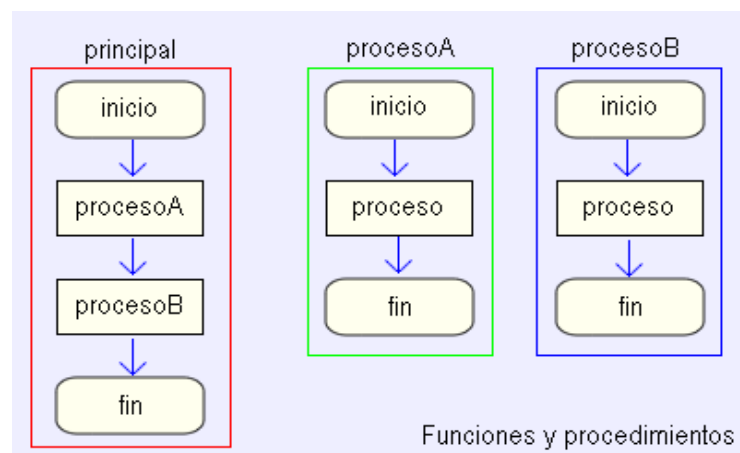 principal
inicio
procesoA
procesoB
fin
procesoA
inicio
proceso
fin
procesoB
inicio
proceso
fin
Funciones y procedimientos